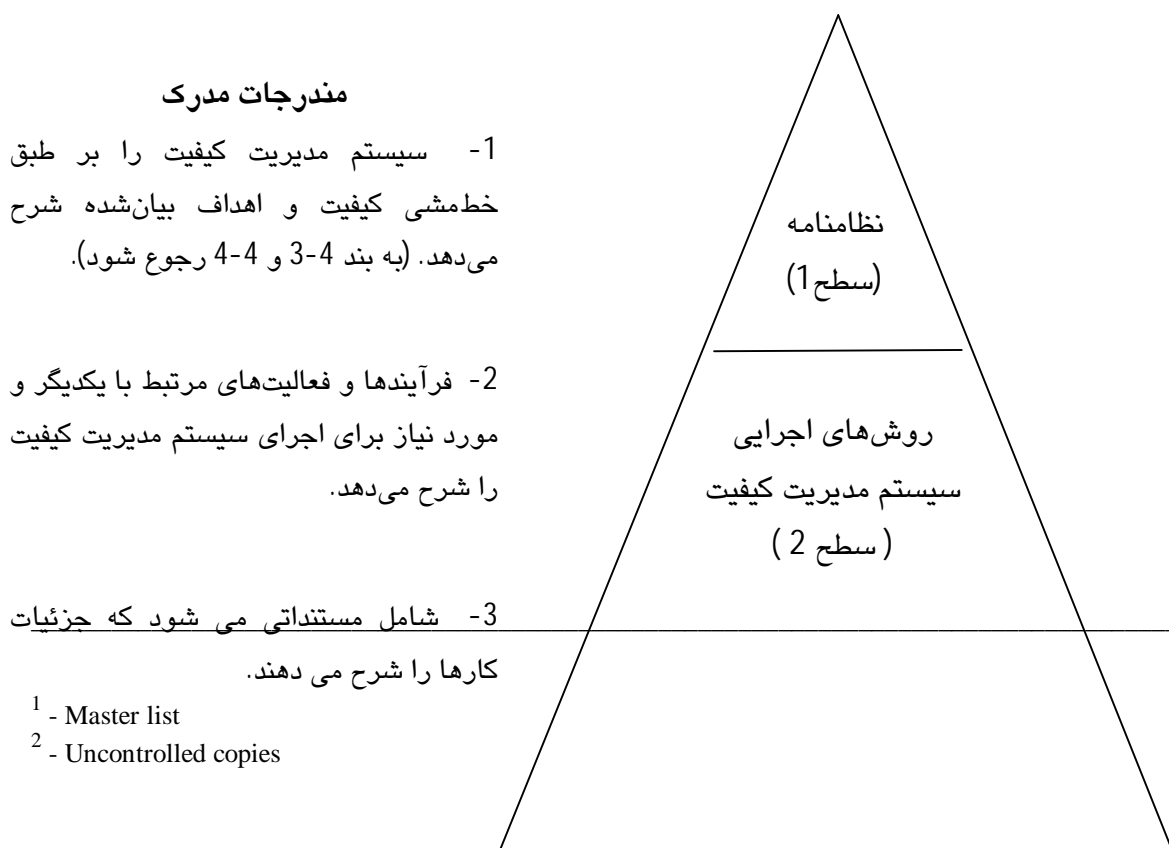 مندرجات مدرک
1- سیستم مدیریت کیفیت را بر طبق
خط‌مشی کیفیت و اهداف بیان‌شده شرح
می‌دهد. (به بند 4-3 و 4-4 رجوع شود).
2- فرآیندها و فعالیت‌های مرتبط با یکدیگر و
مورد نیاز برای اجرای سیستم مدیریت کیفیت
را شرح می‌دهد.
3- شامل مستنداتی می شود که جزئیات
کارها را شرح می دهند.
نظامنامه
(سطح1)
روش‌های اجرایی
سیستم مدیریت کیفیت
( سطح 2 )
1 - Master list
2 - Uncontrolled copies